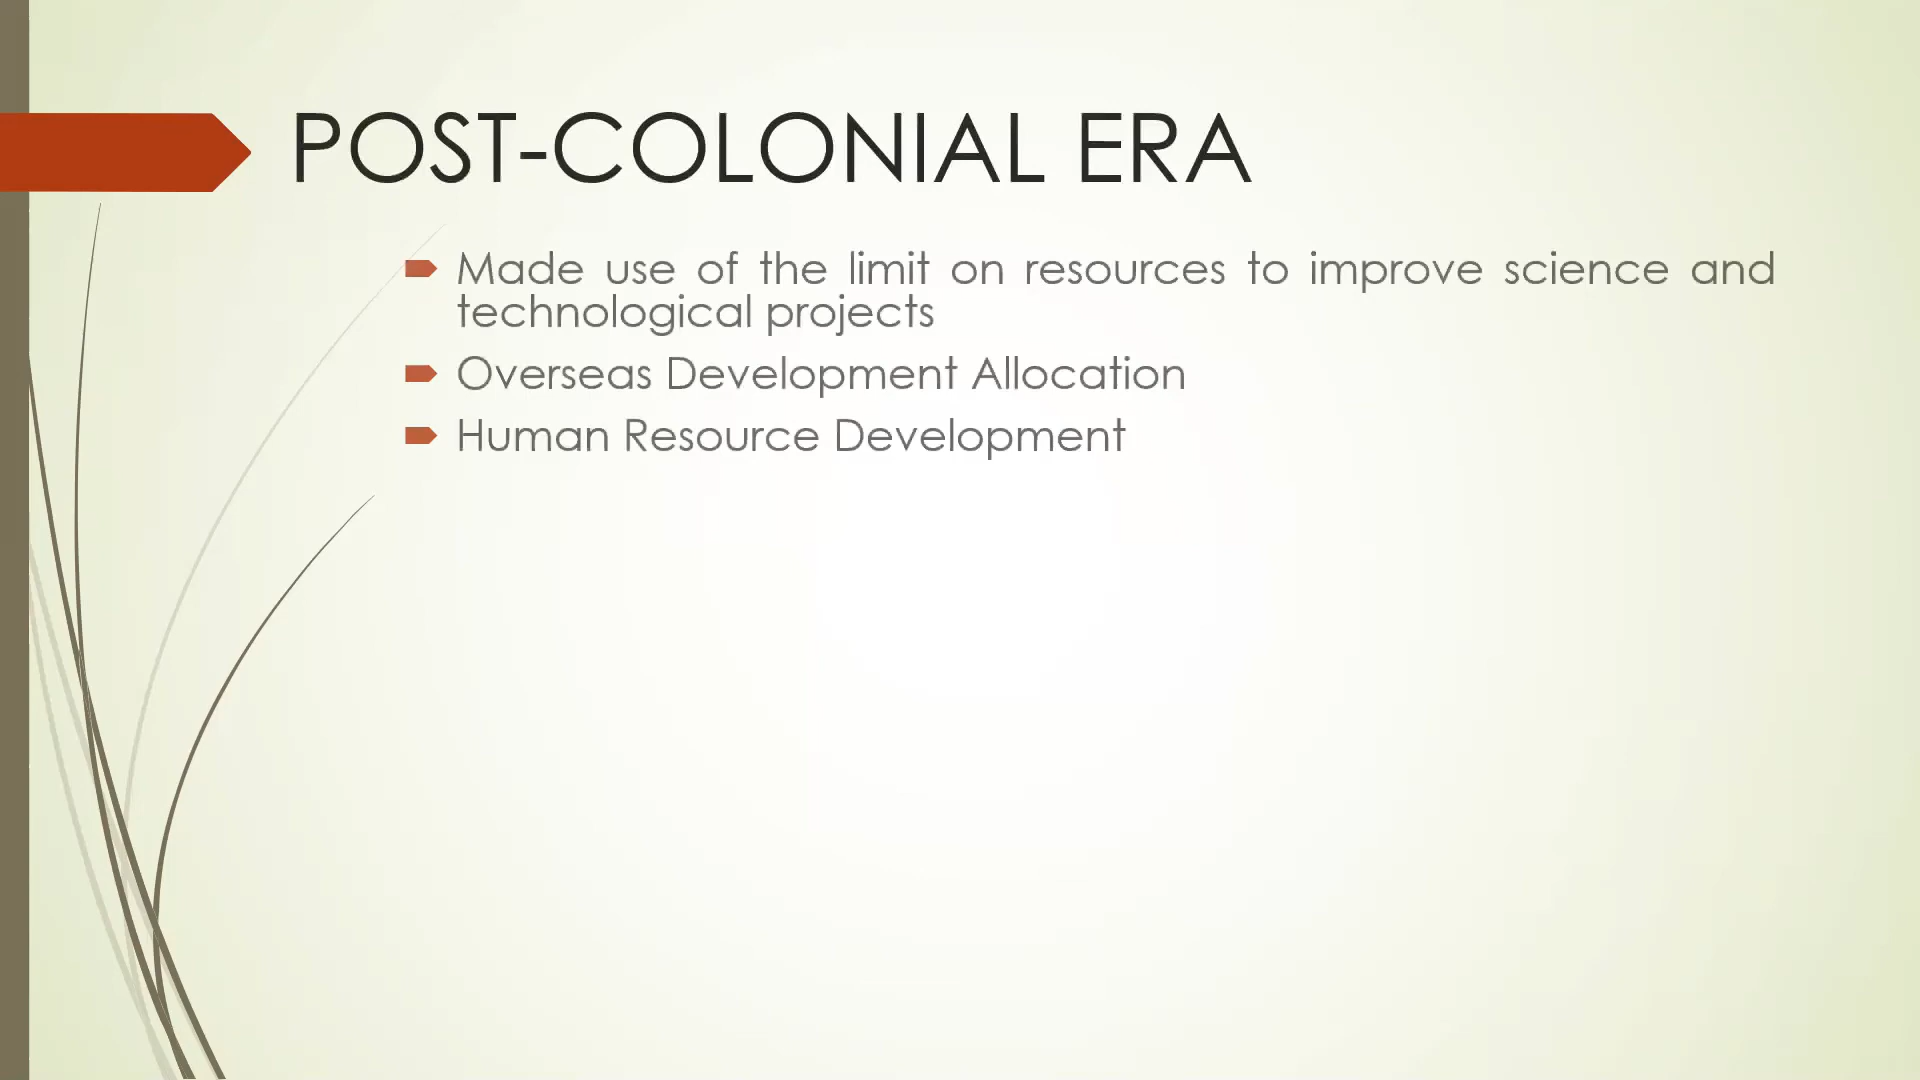 POST-COLONIAL ERA
Made use of the limit on resources to improve science and
technological projects
Overseas Development Allocation
Human Resource Development